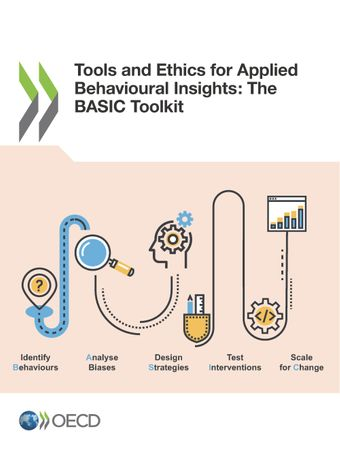 Tools and Ethics for Applied
Behavioural Insights: The
BASIC Toolkit
?
</>
Identify
Behaviours
Analyse
Biases
Design
Strategies
Test
Interventions
Scale
for Change
OECD